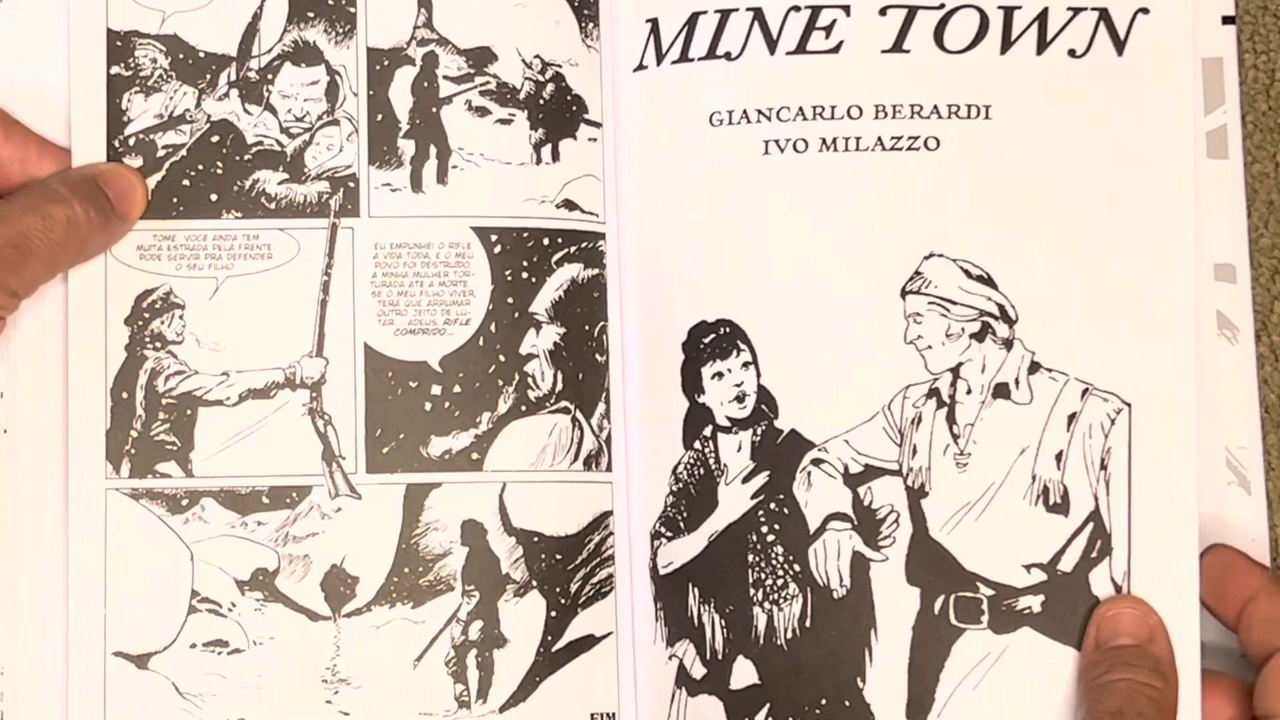 TOME. VOCÊ AINDA TEM
MUITA ESTRADA PELA FRENTE.
PODE SERVIR PRA DEFENDER
O SEU FILHO.
EU EMPUNHEI O RIFLE
A VIDA TODA, E O MEU
POVO FOI DESTRUÍDO.
A MINHA MULHER TOR-
TURADA ATÉ A MORTE.
SE O MEU FILHO VIVER,
TERÁ QUE ARRUMAR
OUTRO JEITO DE LU-
TAR... ADEUS, RIFLE
COMPRIDO...
FIM
MINE TOWN
GIANCARLO BERARDI
IVO MILAZZO